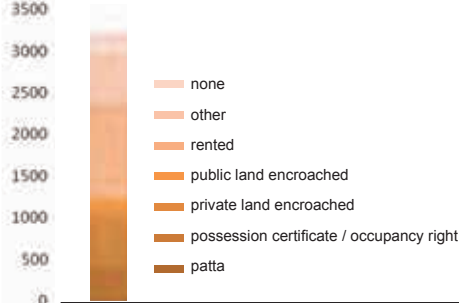 3500
3000
2500
2000
1500
1000
500
0
none
other
rented
public land encroached
private land encroached
possession certificate / occupancy right
patta